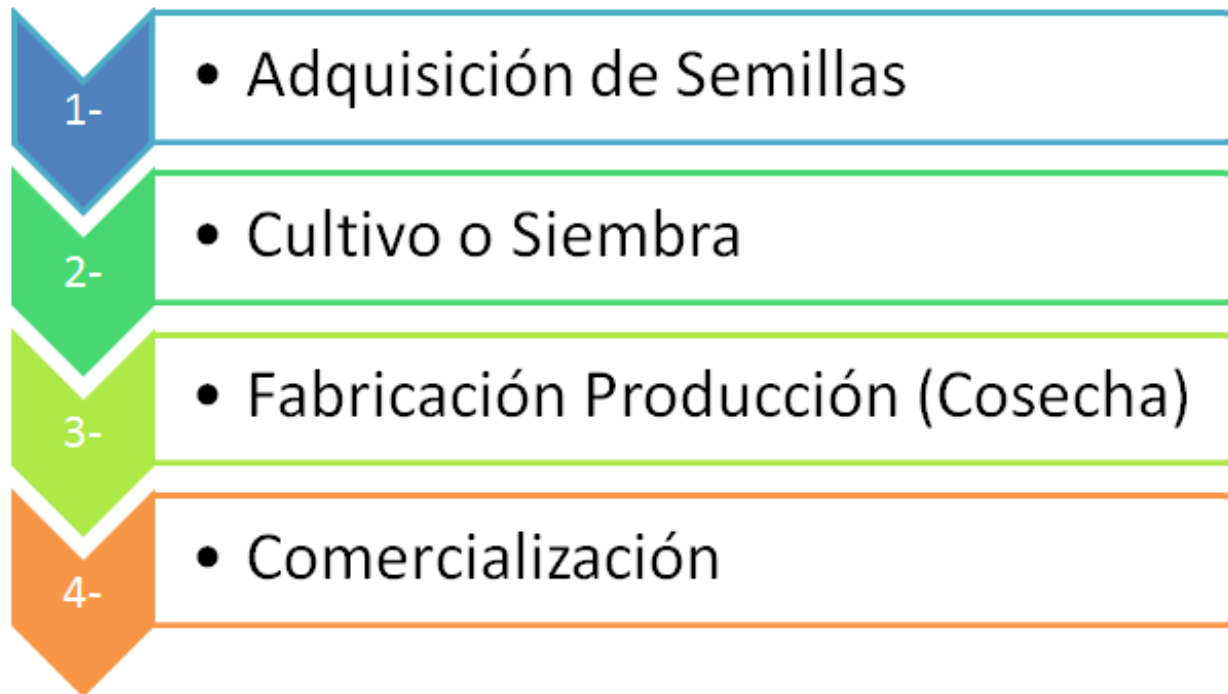 1-
• Adquisición de Semillas
2-
• Cultivo o Siembra
3-
• Fabricación Producción (Cosecha)
4-
• Comercialización